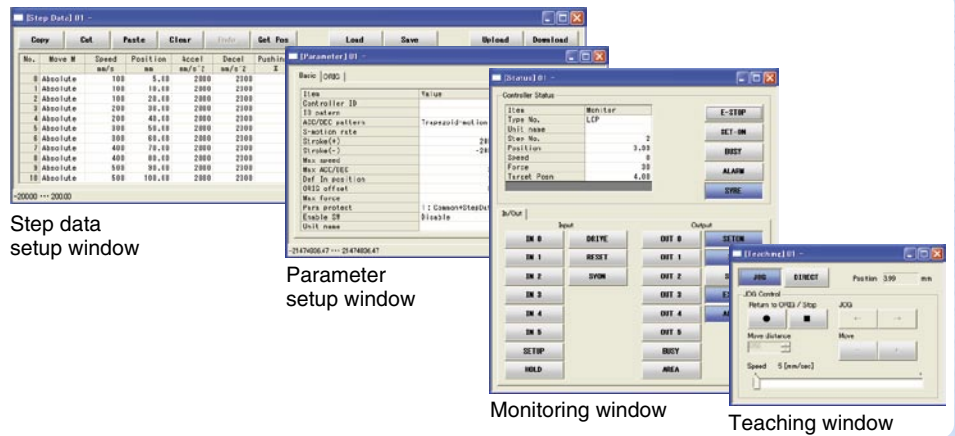 [Step Data] 01 -
Copy Cut Paste Clear Undo Get Pos Load Save Upload Download
No. Move M Speed Position Accel Decel Pushin
mm/s mm mm/s^2 mm/s^2 %
0 Absolute 100 5.00 2000 2000
1 Absolute 100 10.00 2000 2000
2 Absolute 100 20.00 2000 2000
3 Absolute 200 30.00 2000 2000
4 Absolute 200 40.00 2000 2000
5 Absolute 300 50.00 2000 2000
6 Absolute 300 60.00 2000 2000
7 Absolute 400 70.00 2000 2000
8 Absolute 400 80.00 2000 2000
9 Absolute 500 90.00 2000 2000
10 Absolute 500 100.00 2000 2000
-200.00 --- 200.00
Step data
setup window
[Parameter] 01 -
Basic ORIG
Item Value
Controller ID
IO patern
ACC/DEC pattern Trapezoid-motion
S-motion rate
Stroke(+) 20
Stroke(-) -20
Max speed
Max ACC/DEC
Def In position
ORIG offset
Max force
Para protect 1: Common+StepDat
Enable SW Disable
Unit name
-21474836.47 --- 21474836.47
Parameter
setup window
[Status] 01 -
Controller Status
Item Monitor
Type No. LCP
Unit name
Step No. 2
Position 3.00
Speed 0
Force 30
Target Posn 4.00
E-STOP
SET-ON
BUSY
ALARM
SVRE
In/Out
Input Output
IN 0 DRIVE OUT 0 SETON
IN 1 RESET OUT 1
IN 2 SVON OUT 2
IN 3 OUT 3
IN 4 OUT 4
IN 5 OUT 5
SETUP BUSY
HOLD AREA
Monitoring window
[Teaching] 01 -
JOG DIRECT Position 3.99 mm
JOG Control
Return to ORIG / Stop JOG
Move distance Move
Speed 5 [mm/sec]
Teaching window